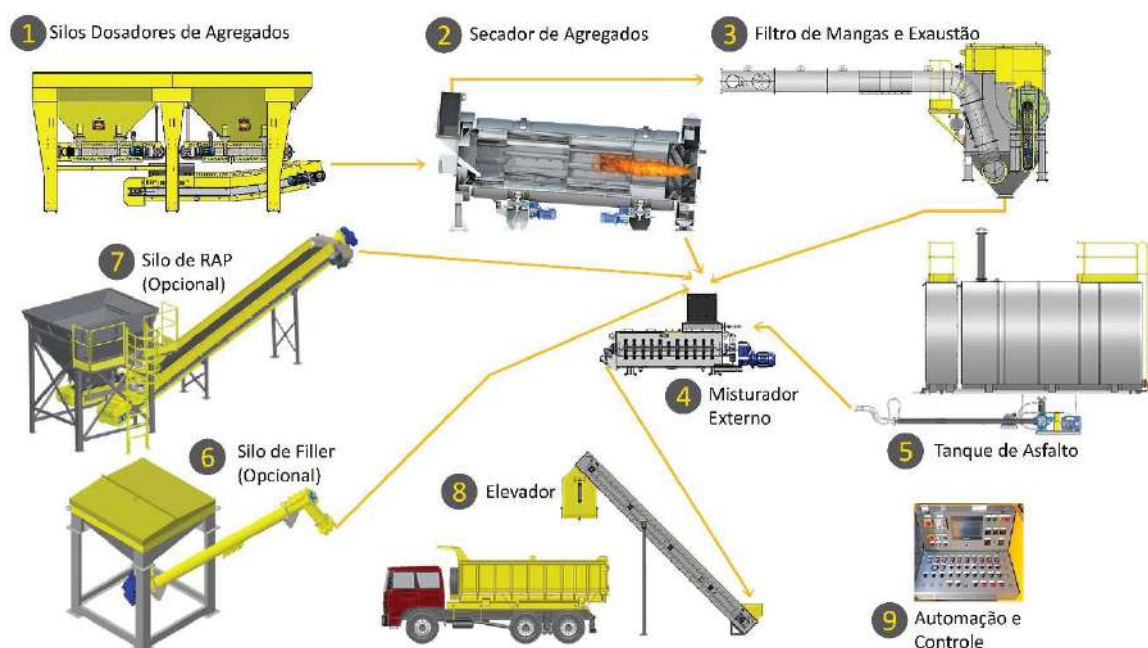 1 Silos Dosadores de Agregados
2 Secador de Agregados
3 Filtro de Mangas e Exaustão
7 Silo de RAP
(Opcional)
4 Misturador
Externo
5 Tanque de Asfalto
6 Silo de Filler
(Opcional)
8 Elevador
9 Automação e
Controle